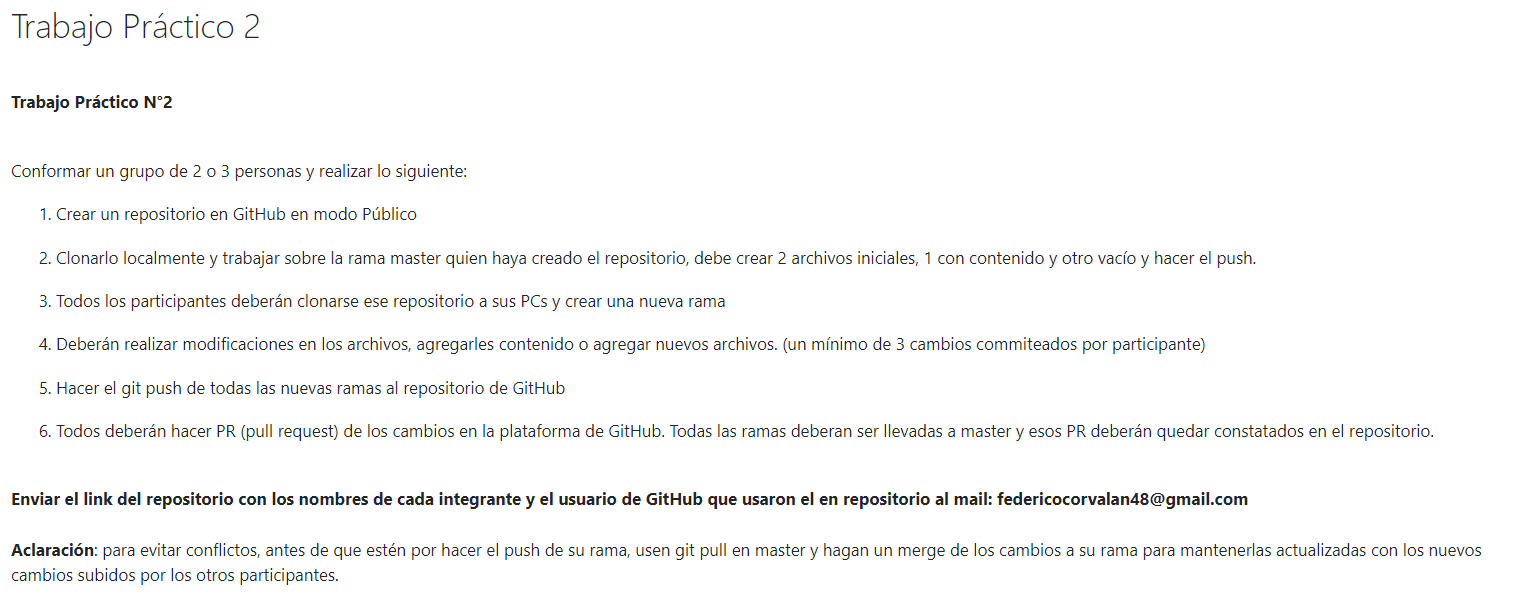 Trabajo Práctico 2
Trabajo Práctico N°2
Conformar un grupo de 2 o 3 personas y realizar lo siguiente:
1. Crear un repositorio en GitHub en modo Público
2. Clonarlo localmente y trabajar sobre la rama master quien haya creado el repositorio, debe crear 2 archivos iniciales, 1 con contenido y otro vacío y hacer el push.
3. Todos los participantes deberán clonarse ese repositorio a sus PCs y crear una nueva rama
4. Deberán realizar modificaciones en los archivos, agregarles contenido o agregar nuevos archivos. (un mínimo de 3 cambios commiteados por participante)
5. Hacer el git push de todas las nuevas ramas al repositorio de GitHub
6. Todos deberán hacer PR (pull request) de los cambios en la plataforma de GitHub. Todas las ramas deberan ser llevadas a master y esos PR deberán quedar constatados en el repositorio.
Enviar el link del repositorio con los nombres de cada integrante y el usuario de GitHub que usaron el en repositorio al mail: federicocorvalan48@gmail.com
Aclaración: para evitar conflictos, antes de que estén por hacer el push de su rama, usen git pull en master y hagan un merge de los cambios a su rama para mantenerlas actualizadas con los nuevos
cambios subidos por los otros participantes.